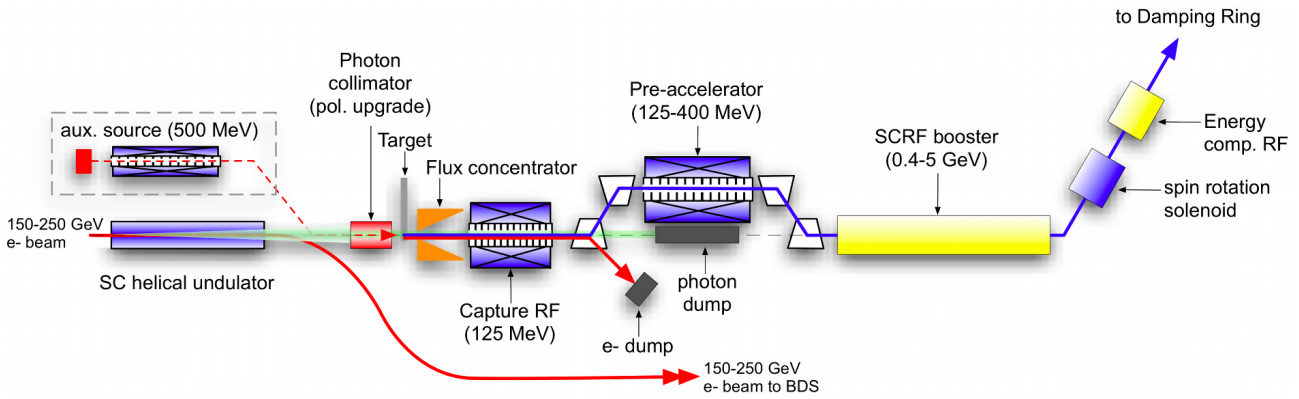 to Damping Ring
Photon
collimator
(pol. upgrade)
Pre-accelerator
(125-400 MeV)
aux. source (500 MeV)
Target
SCRF booster
(0.4-5 GeV)
Energy
comp. RF
Flux concentrator
spin rotation
solenoid
150-250 GeV
e- beam
SC helical undulator
photon
dump
Capture RF
(125 MeV)
e- dump
150-250 GeV
e- beam to BDS